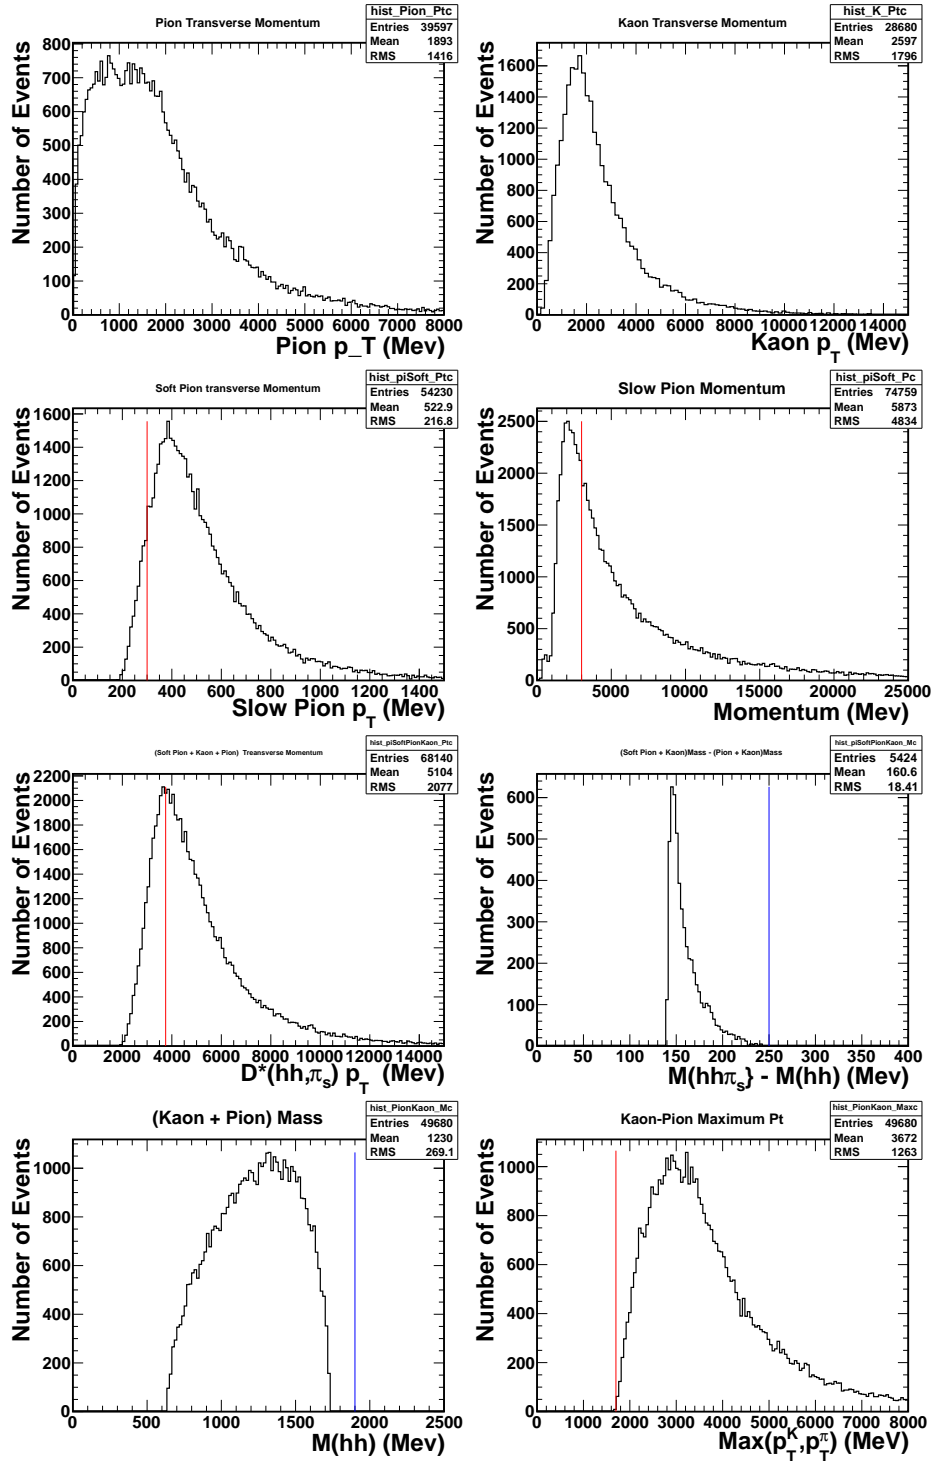 Pion Transverse Momentum
hist_Pion_Ptc
Entries 39597
Mean 1893
RMS 1416
Number of Events
800
700
600
500
400
300
200
100
0
0 1000 2000 3000 4000 5000 6000 7000 8000
Pion p_T (Mev)
Kaon Transverse Momentum
hist_K_Ptc
Entries 28680
Mean 2597
RMS 1796
Number of Events
1600
1400
1200
1000
800
600
400
200
0
0 2000 4000 6000 8000 10000 12000 14000
Kaon p_T (Mev)
Soft Pion transverse Momentum
hist_piSoft_Ptc
Entries 54230
Mean 522.9
RMS 216.8
Number of Events
1600
1400
1200
1000
800
600
400
200
0
0 200 400 600 800 1000 1200 1400
Slow Pion p_T (Mev)
Slow Pion Momentum
hist_piSoft_Pc
Entries 74759
Mean 5873
RMS 4834
Number of Events
2500
2000
1500
1000
500
0
0 5000 10000 15000 20000 25000
Momentum (Mev)
(Soft Pion + Kaon + Pion) Treansverse Momentum
hist_piSoftPionKaon_Ptc
Entries 68140
Mean 5104
RMS 2077
Number of Events
2200
2000
1800
1600
1400
1200
1000
800
600
400
200
0
0 2000 4000 6000 8000 10000 12000 14000
D*(hh,π_s) p_T (Mev)
(Soft Pion + Kaon)Mass - (Pion + Kaon)Mass
hist_piSoftPionKaon_Mc
Entries 5424
Mean 160.6
RMS 18.41
Number of Events
600
500
400
300
200
100
0
0 50 100 150 200 250 300 350 400
M(hhπ_s} - M(hh) (Mev)
(Kaon + Pion) Mass
hist_PionKaon_Mc
Entries 49680
Mean 1230
RMS 269.1
Number of Events
1000
800
600
400
200
0
0 500 1000 1500 2000 2500
M(hh) (Mev)
Kaon-Pion Maximum Pt
hist_PionKaon_Maxc
Entries 49680
Mean 3672
RMS 1263
Number of Events
1000
800
600
400
200
0
0 1000 2000 3000 4000 5000 6000 7000 8000
Max(p_T^K,p_T^π) (MeV)